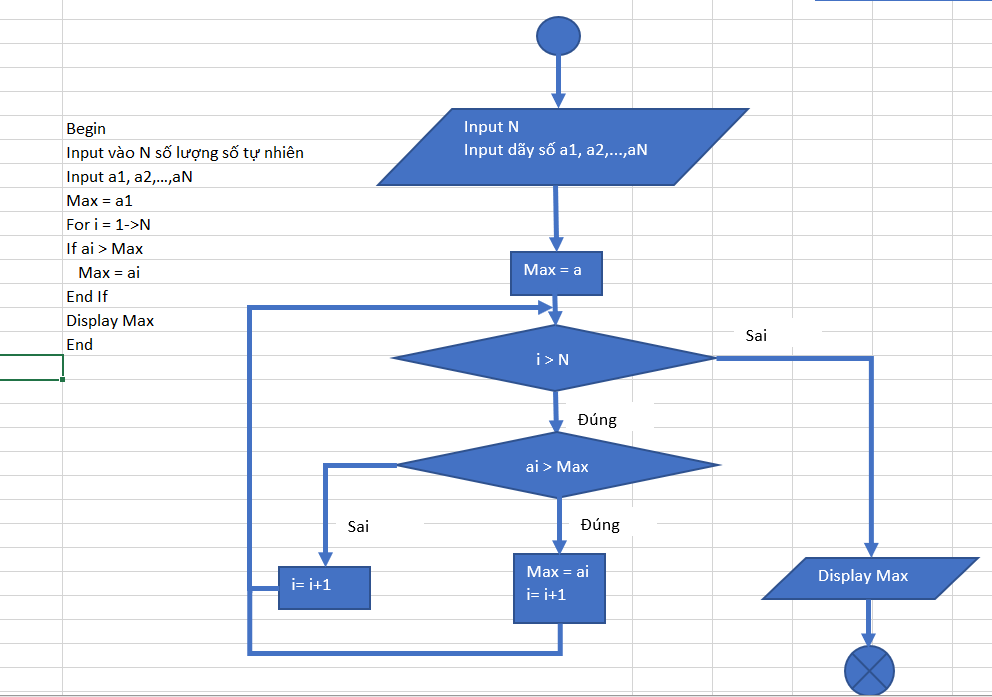 Begin
Input vào N số lượng số tự nhiên
Input a1, a2,...,aN
Max = a1
For i = 1->N
If ai > Max
Max = ai
End If
Display Max
End
Input N
Input dãy số a1, a2,...,aN
Max = a
i > N
Sai
Đúng
ai > Max
Sai
Đúng
i= i+1
Max = ai
i= i+1
Display Max